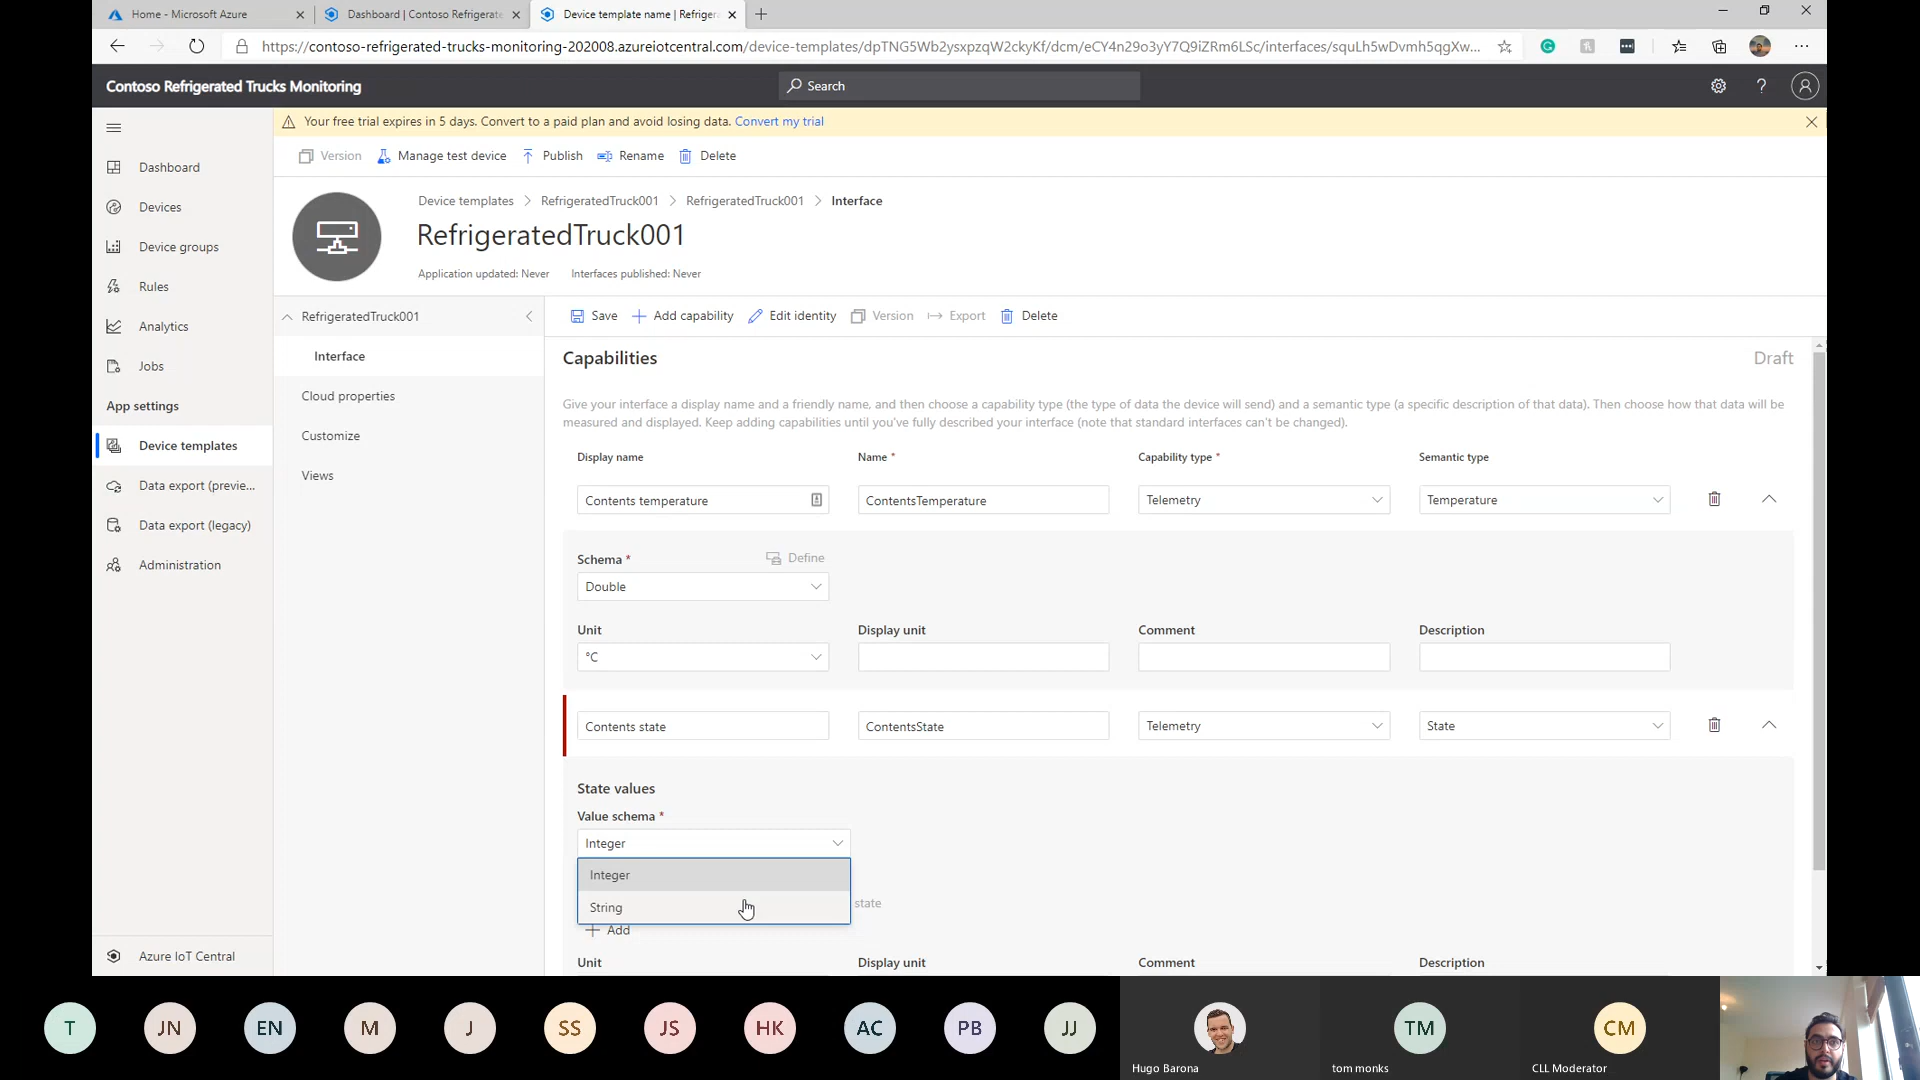 Home - Microsoft Azure
Dashboard | Contoso Refrigerate
Device template name | Refriger
https://contoso-refrigerated-trucks-monitoring-202008.azureiotcentral.com/device-templates/dpTNG5Wb2ysxpzqW2ckyKf/dcm/eCY4n29o3yY7Q9iZRm6LSc/interfaces/squLh5wDvmh5qgXw...
Contoso Refrigerated Trucks Monitoring
Search
Your free trial expires in 5 days. Convert to a paid plan and avoid losing data. Convert my trial
Version
Manage test device
Publish
Rename
Delete
Dashboard
Devices
Device groups
Rules
Analytics
Jobs
App settings
Device templates
Data export (previe...
Data export (legacy)
Administration
Azure IoT Central
Device templates > RefrigeratedTruck001 > RefrigeratedTruck001 > Interface
RefrigeratedTruck001
Application updated: Never
Interfaces published: Never
RefrigeratedTruck001
Interface
Cloud properties
Customize
Views
Save
Add capability
Edit identity
Version
Export
Delete
Capabilities
Draft
Give your interface a display name and a friendly name, and then choose a capability type (the type of data the device will send) and a semantic type (a specific description of that data). Then choose how that data will be
measured and displayed. Keep adding capabilities until you've fully described your interface (note that standard interfaces can't be changed).
Display name
Name *
Capability type *
Semantic type
Contents temperature
ContentsTemperature
Telemetry
Temperature
Schema *
Define
Double
Unit
Display unit
Comment
Description
°C
Contents state
ContentsState
Telemetry
State
State values
Value schema *
Integer
Integer
String
state
Add
Unit
Display unit
Comment
Description
T
JN
EN
M
J
SS
JS
HK
AC
PB
JJ
TM
CM
Hugo Barona
tom monks
CLL Moderator